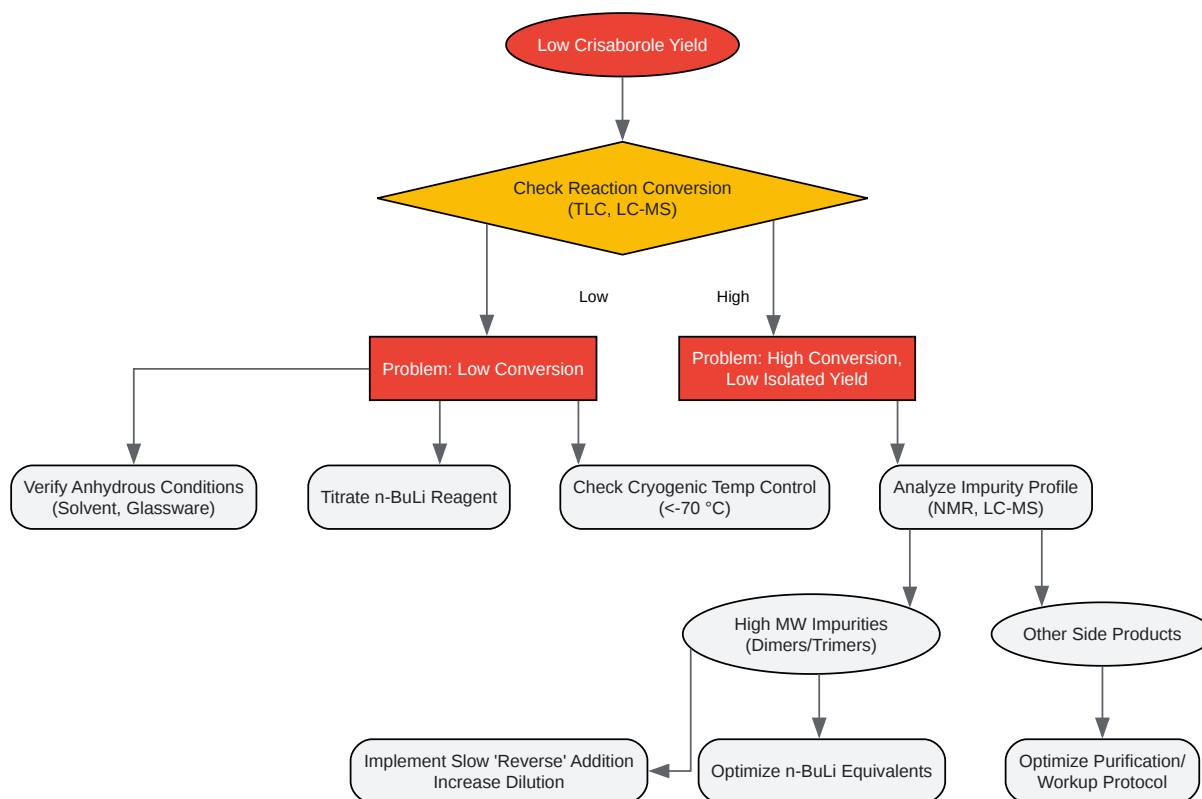 Low Crisaborole Yield
Check Reaction Conversion
(TLC, LC-MS)
Low
High
Problem: Low Conversion
Problem: High Conversion,
Low Isolated Yield
Verify Anhydrous Conditions
(Solvent, Glassware)
Titrate n-BuLi Reagent
Check Cryogenic Temp Control
(<-70 °C)
Analyze Impurity Profile
(NMR, LC-MS)
High MW Impurities
(Dimers/Trimers)
Other Side Products
Implement Slow 'Reverse' Addition
Increase Dilution
Optimize n-BuLi Equivalents
Optimize Purification/
Workup Protocol